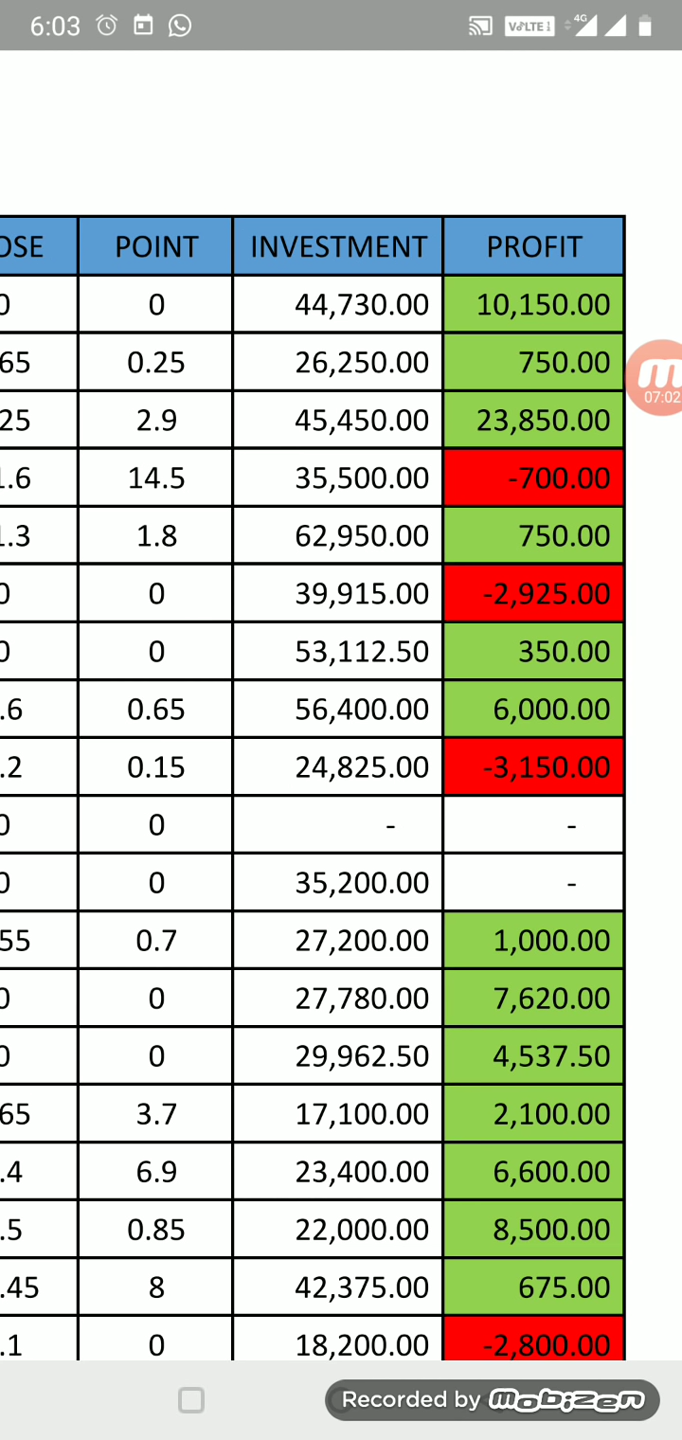 6:03 VoLTE 1 4G
OSE POINT INVESTMENT PROFIT
0 0 44,730.00 10,150.00
65 0.25 26,250.00 750.00
25 2.9 45,450.00 23,850.00
1.6 14.5 35,500.00 -700.00
1.3 1.8 62,950.00 750.00
0 0 39,915.00 -2,925.00
0 0 53,112.50 350.00
.6 0.65 56,400.00 6,000.00
.2 0.15 24,825.00 -3,150.00
0 0 - -
0 0 35,200.00 -
55 0.7 27,200.00 1,000.00
0 0 27,780.00 7,620.00
0 0 29,962.50 4,537.50
65 3.7 17,100.00 2,100.00
.4 6.9 23,400.00 6,600.00
.5 0.85 22,000.00 8,500.00
.45 8 42,375.00 675.00
.1 0 18,200.00 -2,800.00
m
07:02
Recorded by mobizen